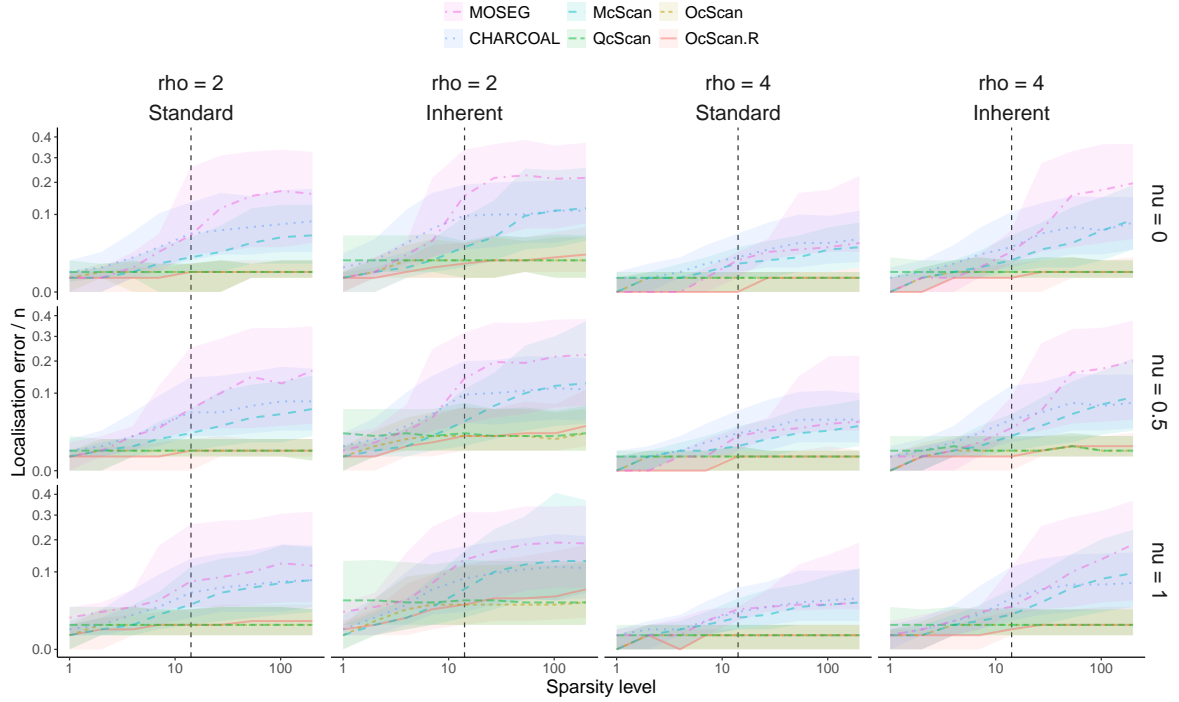 MOSEG McScan OcScan
CHARCOAL QcScan OcScan.R
rho = 2 rho = 2 rho = 4 rho = 4
Standard Inherent Standard Inherent
0.4
0.3
0.2
0.1
0.0
nu = 0
0.4
0.3
0.2
0.1
0.0
nu = 0.5
0.4
0.3
0.2
0.1
0.0
nu = 1
Localisation error / n
1 10 100 1 10 100 1 10 100 1 10 100
Sparsity level